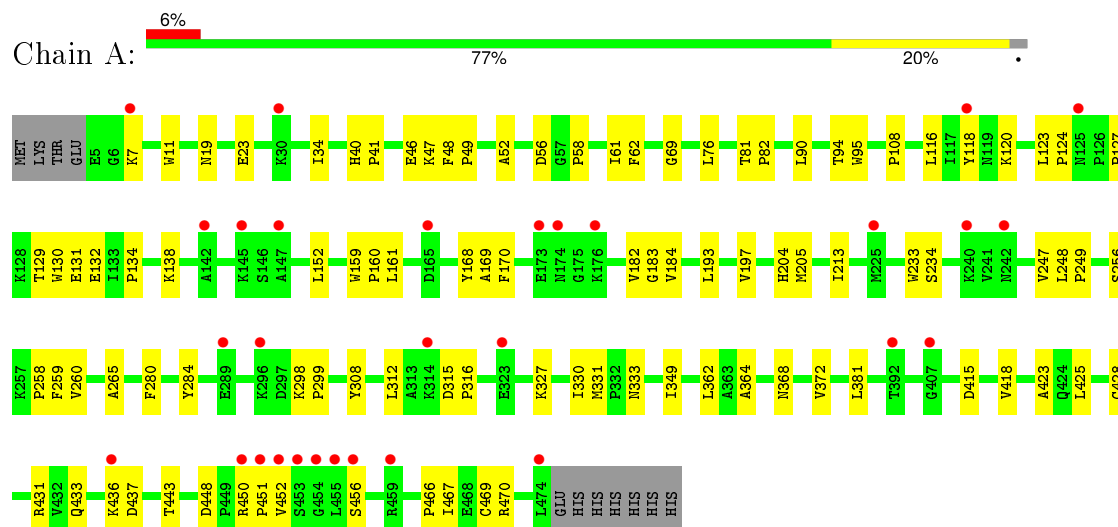 6%
Chain A:
77% 20% •
MET LYS THR GLU E5 G6 K7 W11 N19 E23 K30 I34 H40 P41 E46 K47 F48 P49 A52 D56 G57 P58 I61 F62 G69 L76 T81 P82 L90 T94 W95 P108 L116 I117 Y118 N119 K120 L123 P124 N125 P126
K128 T129 W130 E131 E132 I133 P134 K138 A142 K145 S146 A147 L152 W159 P160 L161 D165 Y168 A169 F170 E173 N174 G175 K176 V182 G183 V184 L193 V197 H204 M205 I213 M225 W233 S234 K240 V241 N242 V247 L248 P249 S256
K257 P258 F259 V260 A265 F280 Y284 E289 K296 D297 K298 P299 Y308 L312 A313 K314 D315 P316 E323 K327 I330 M331 P332 N333 I349 L362 A363 A364 N368 V372 L381 T392 G407 D415 V418 A423 Q424 L425
R431 V432 Q433 K436 D437 T443 D448 P449 R450 P451 V452 S453 G454 L455 S456 R459 P466 I467 E468 C469 R470 L474 GLU HIS HIS HIS HIS HIS HIS